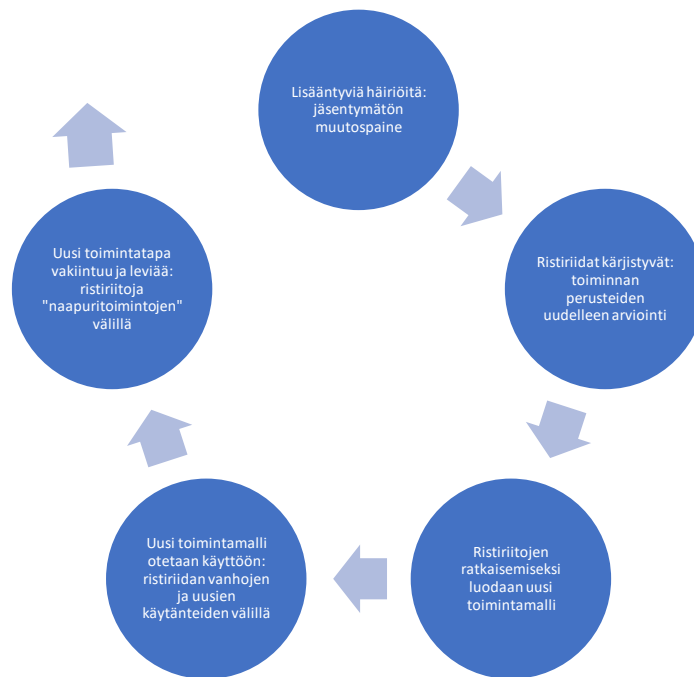 Lisääntyviä häiriöitä:
jäsentymätön
muutospaine
Ristiriidat kärjistyvät:
toiminnan
perusteiden
uudelleen arviointi
Ristiriitojen
ratkaisemiseksi
luodaan uusi
toimintamalli
Uusi toimintamalli
otetaan käyttöön:
ristiriidan vanhojen
ja uusien
käytänteiden välillä
Uusi toimintatapa
vakiintuu ja leviää:
ristiriitoja
"naapuritoimintojen"
välillä